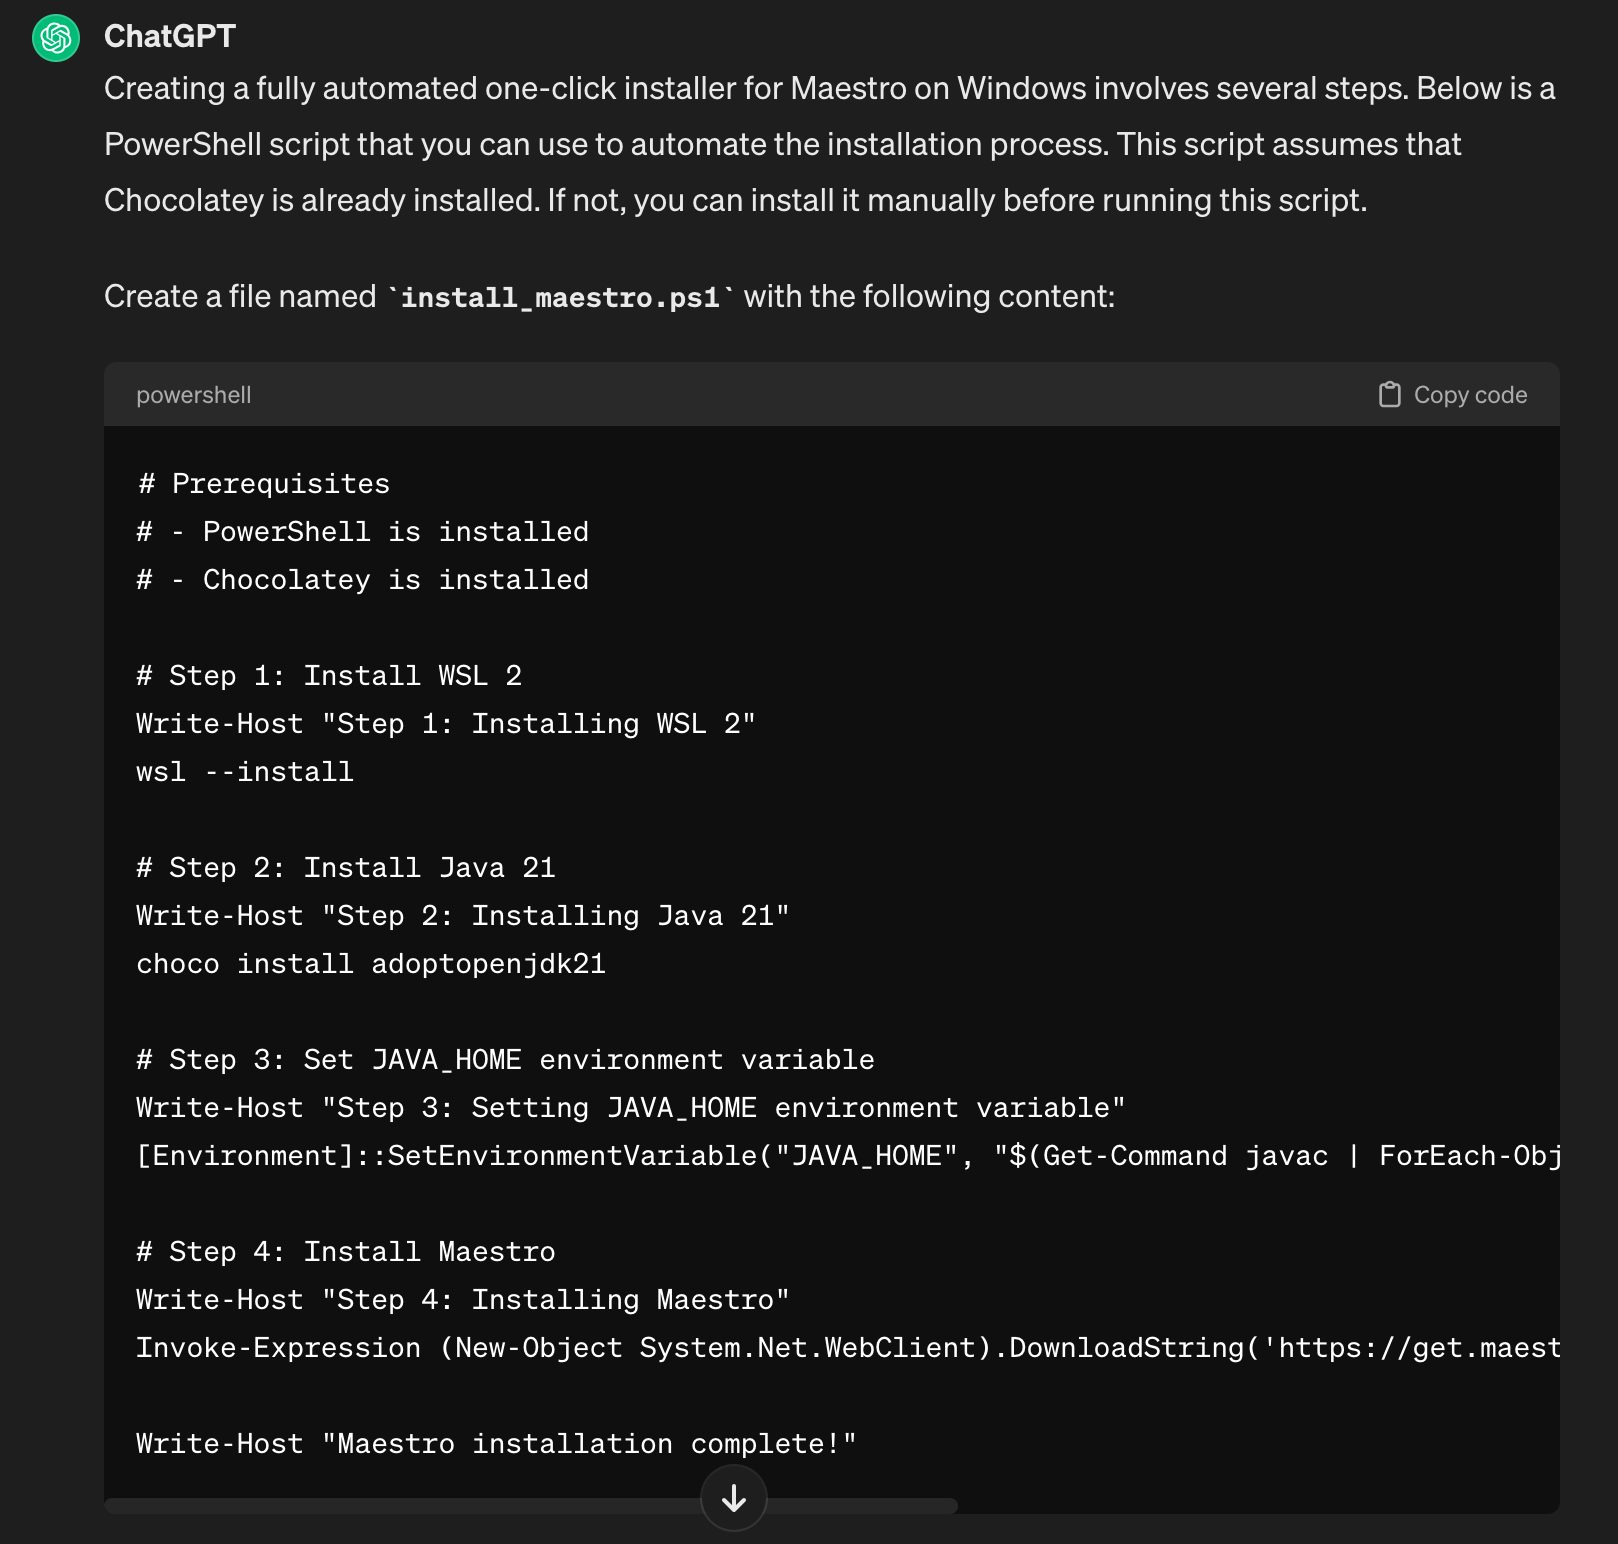 ChatGPT
Creating a fully automated one-click installer for Maestro on Windows involves several steps. Below is a
PowerShell script that you can use to automate the installation process. This script assumes that
Chocolatey is already installed. If not, you can install it manually before running this script.
Create a file named `install_maestro.ps1` with the following content:
powershell
Copy code
# Prerequisites
# - PowerShell is installed
# - Chocolatey is installed
# Step 1: Install WSL 2
Write-Host "Step 1: Installing WSL 2"
wsl --install
# Step 2: Install Java 21
Write-Host "Step 2: Installing Java 21"
choco install adoptopenjdk21
# Step 3: Set JAVA_HOME environment variable
Write-Host "Step 3: Setting JAVA_HOME environment variable"
[Environment]::SetEnvironmentVariable("JAVA_HOME", "$(Get-Command javac | ForEach-Obj
# Step 4: Install Maestro
Write-Host "Step 4: Installing Maestro"
Invoke-Expression (New-Object System.Net.WebClient).DownloadString('https://get.maest
Write-Host "Maestro installation complete!"